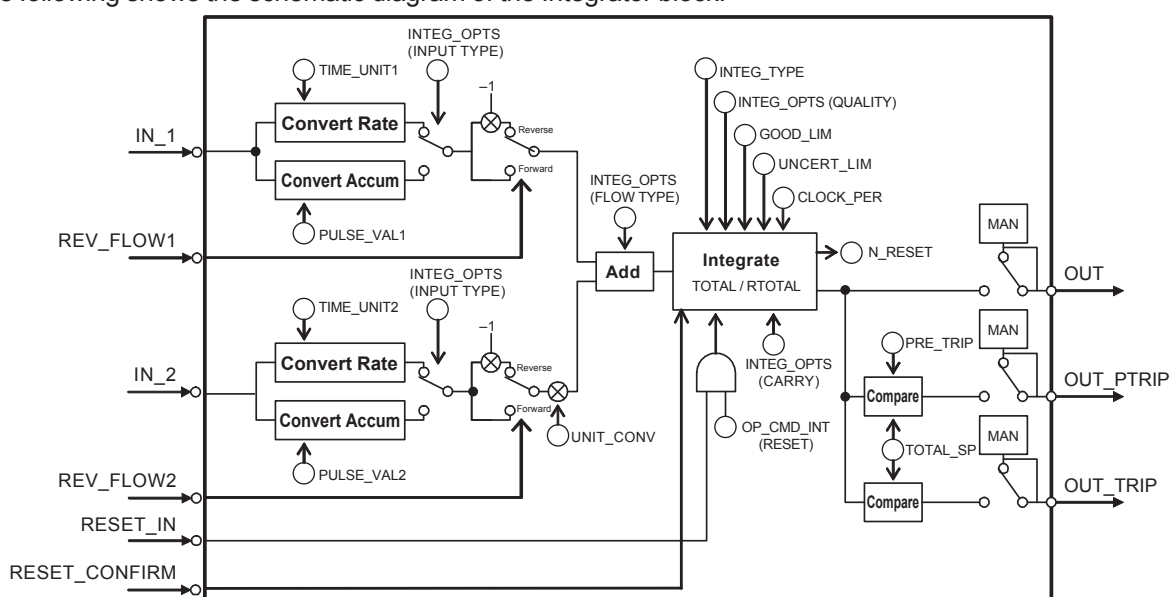 e following shows the schematic diagram of the Integrator block.
INTEG_OPTS
(INPUT TYPE)
TIME_UNIT1
–1
Convert Rate
Reverse
IN_1
Convert Accum
Forward
PULSE_VAL1
REV_FLOW1
INTEG_TYPE
INTEG_OPTS (QUALITY)
GOOD_LIM
UNCERT_LIM
CLOCK_PER
INTEG_OPTS
(FLOW TYPE)
Add
Integrate
TOTAL / RTOTAL
N_RESET
MAN
OUT
INTEG_OPTS
(INPUT TYPE)
TIME_UNIT2
–1
Convert Rate
Reverse
IN_2
Convert Accum
Forward
UNIT_CONV
PULSE_VAL2
REV_FLOW2
INTEG_OPTS
(CARRY)
OP_CMD_INT
(RESET)
PRE_TRIP
MAN
Compare
OUT_PTRIP
TOTAL_SP
MAN
Compare
OUT_TRIP
RESET_IN
RESET_CONFIRM